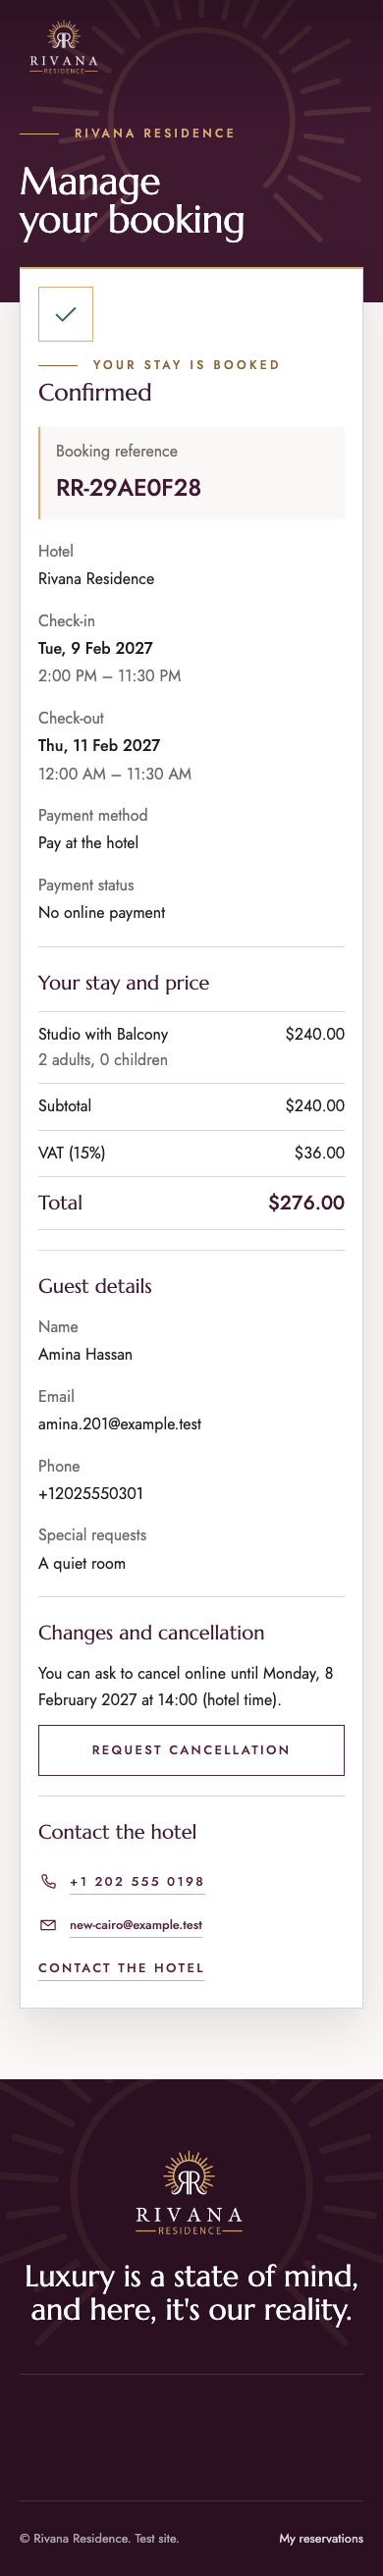 RIVANA
RESIDENCE
RIVANA RESIDENCE
Manage
your booking
YOUR STAY IS BOOKED
Confirmed
Booking reference
RR-29AE0F28
Hotel
Rivana Residence
Check-in
Tue, 9 Feb 2027
2:00 PM – 11:30 PM
Check-out
Thu, 11 Feb 2027
12:00 AM – 11:30 AM
Payment method
Pay at the hotel
Payment status
No online payment
Your stay and price
Studio with Balcony $240.00
2 adults, 0 children
Subtotal $240.00
VAT (15%) $36.00
Total $276.00
Guest details
Name
Amina Hassan
Email
amina.201@example.test
Phone
+12025550301
Special requests
A quiet room
Changes and cancellation
You can ask to cancel online until Monday, 8
February 2027 at 14:00 (hotel time).
REQUEST CANCELLATION
Contact the hotel
+1 202 555 0198
new-cairo@example.test
CONTACT THE HOTEL
RIVANA
RESIDENCE
Luxury is a state of mind,
and here, it's our reality.
© Rivana Residence. Test site. My reservations